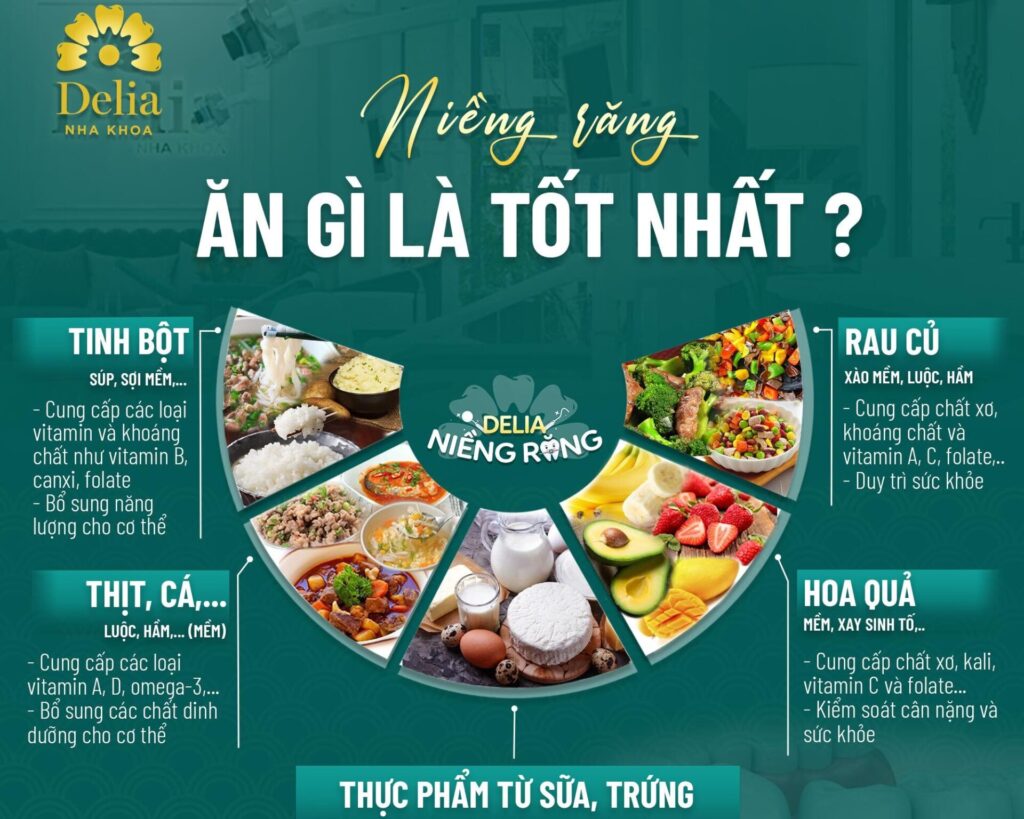 Delia
NHA KHOA
NHA KHOA
Niềng răng
ĂN GÌ LÀ TỐT NHẤT ?
TINH BỘT
SÚP, SỢI MỀM,...
- Cung cấp các loại
vitamin và khoáng
chất như vitamin B,
canxi, folate
- Bổ sung năng
lượng cho cơ thể
RAU CỦ
XÀO MỀM, LUỘC, HẦM
- Cung cấp chất xơ,
khoáng chất và
vitamin A, C, folate,..
- Duy trì sức khỏe
DELIA
NIỀNG RĂNG
THỊT, CÁ,...
LUỘC, HẦM,... (MỀM)
- Cung cấp các loại
vitamin A, D, omega-3,...
- Bổ sung các chất dinh
dưỡng cho cơ thể
HOA QUẢ
MỀM, XAY SINH TỐ,..
- Cung cấp chất xơ, kali,
vitamin C và folate...
- Kiểm soát cân nặng và
sức khỏe
THỰC PHẨM TỪ SỮA, TRỨNG